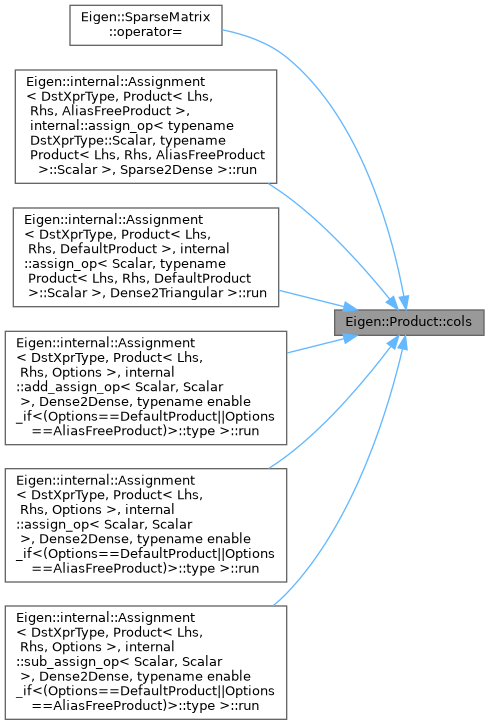 Eigen::SparseMatrix
::operator=
Eigen::internal::Assignment
< DstXprType, Product< Lhs,
Rhs, AliasFreeProduct >,
internal::assign_op< typename
DstXprType::Scalar, typename
Product< Lhs, Rhs, AliasFreeProduct
>::Scalar >, Sparse2Dense >::run
Eigen::internal::Assignment
< DstXprType, Product< Lhs,
Rhs, DefaultProduct >, internal
::assign_op< Scalar, typename
Product< Lhs, Rhs, DefaultProduct
>::Scalar >, Dense2Triangular >::run
Eigen::Product::cols
Eigen::internal::Assignment
< DstXprType, Product< Lhs,
Rhs, Options >, internal
::add_assign_op< Scalar, Scalar
>, Dense2Dense, typename enable
_if<(Options==DefaultProduct||Options
==AliasFreeProduct)>::type >::run
Eigen::internal::Assignment
< DstXprType, Product< Lhs,
Rhs, Options >, internal
::assign_op< Scalar, Scalar
>, Dense2Dense, typename enable
_if<(Options==DefaultProduct||Options
==AliasFreeProduct)>::type >::run
Eigen::internal::Assignment
< DstXprType, Product< Lhs,
Rhs, Options >, internal
::sub_assign_op< Scalar, Scalar
>, Dense2Dense, typename enable
_if<(Options==DefaultProduct||Options
==AliasFreeProduct)>::type >::run